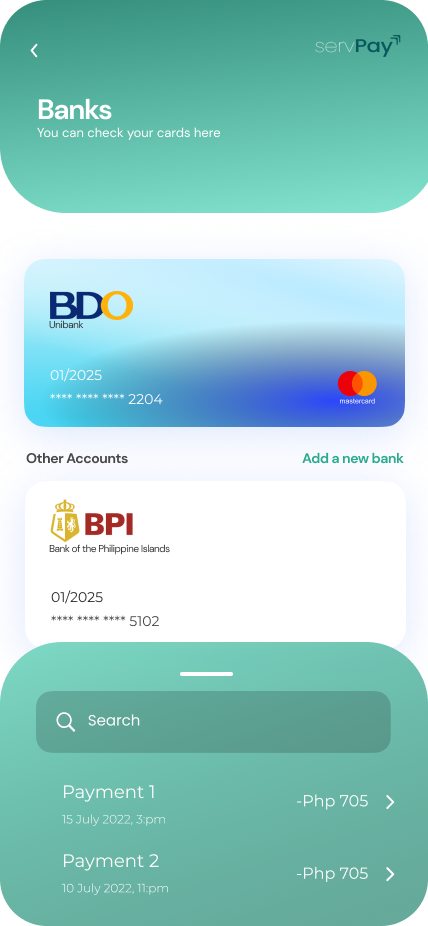 servPay
Banks
You can check your cards here
BDO
Unibank
01/2025
**** **** **** 2204
mastercard
Other Accounts
Add a new bank
BPI
Bank of the Philippine Islands
01/2025
**** **** **** 5102
Search
Payment 1
-Php 705
15 July 2022, 3:pm
Payment 2
-Php 705
10 July 2022, 11:pm